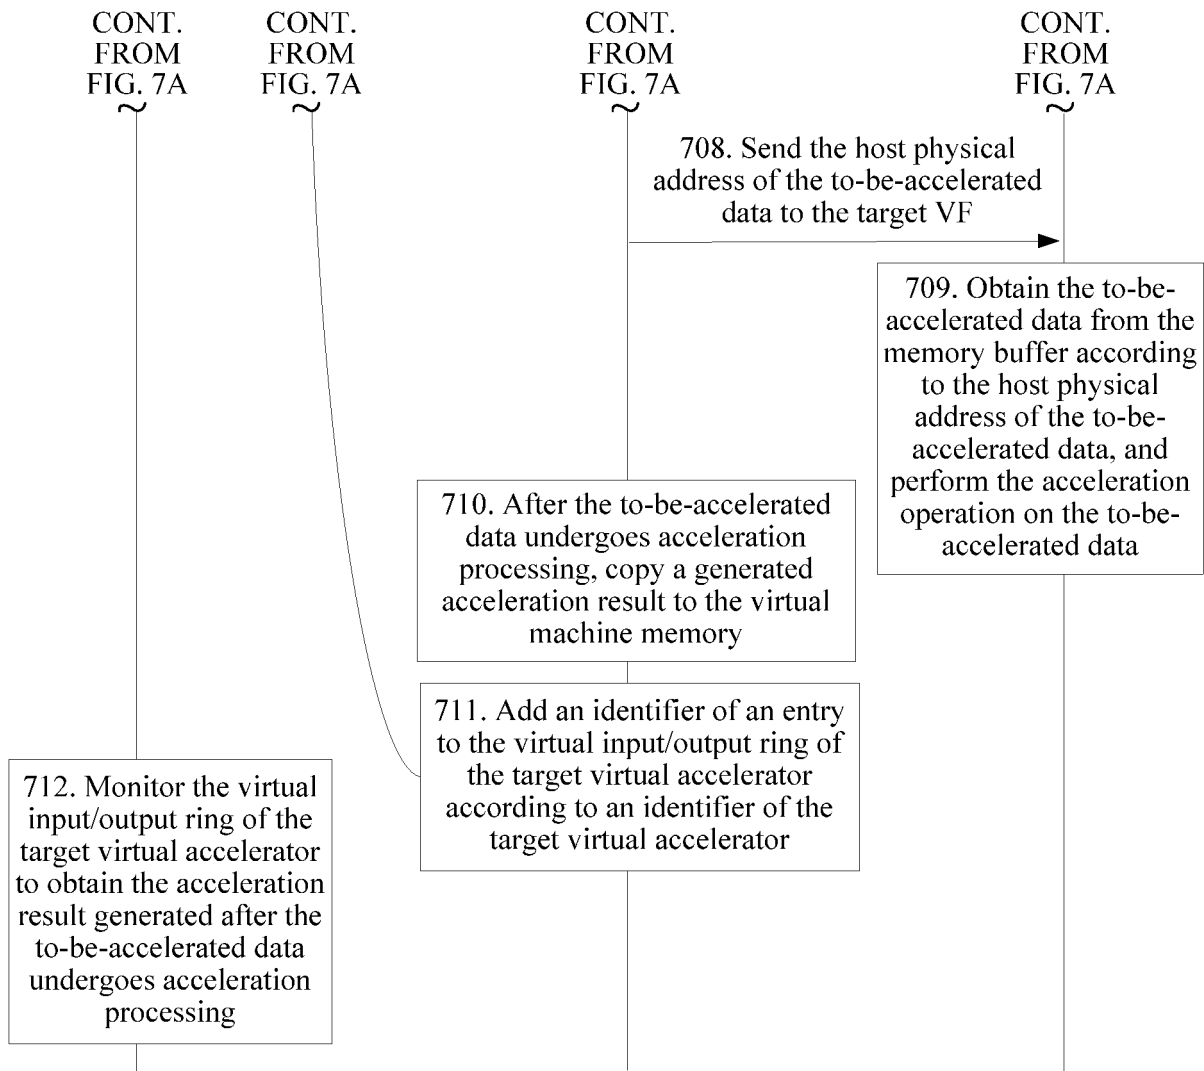 CONT.
FROM
FIG. 7A
CONT.
FROM
FIG. 7A
CONT.
FROM
FIG. 7A
CONT.
FROM
FIG. 7A
708. Send the host physical
address of the to-be-accelerated
data to the target VF
709. Obtain the to-be-
accelerated data from the
memory buffer according
to the host physical
address of the to-be-
accelerated data, and
perform the acceleration
operation on the to-be-
accelerated data
710. After the to-be-accelerated
data undergoes acceleration
processing, copy a generated
acceleration result to the virtual
machine memory
711. Add an identifier of an entry
to the virtual input/output ring of
the target virtual accelerator
according to an identifier of the
target virtual accelerator
712. Monitor the virtual
input/output ring of the
target virtual accelerator
to obtain the acceleration
result generated after the
to-be-accelerated data
undergoes acceleration
processing